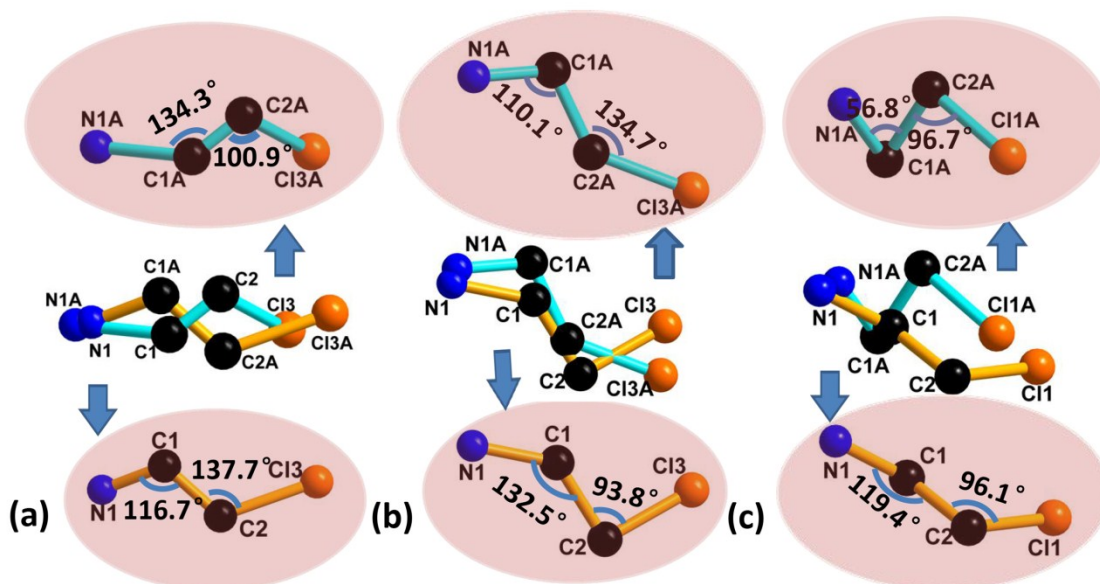 N1A
134.3°
C2A
C1A
100.9°
Cl3A
N1A
C1A
110.1°
134.7°
C2A
Cl3A
56.8°
C2A
N1A
96.7°
C1A
Cl1A
N1A
C1A
C2
Cl3
N1
C1
C2A
Cl3A
N1A
C1A
N1
C1
Cl3
C2A
C2
Cl3A
N1A
C2A
N1
C1
Cl1A
C1A
C2
Cl1
(a)
C1
137.7°
Cl3
N1
116.7°
C2
(b)
C1
Cl3
N1
132.5°
93.8°
C2
(c)
N1
C1
119.4°
96.1°
C2
Cl1